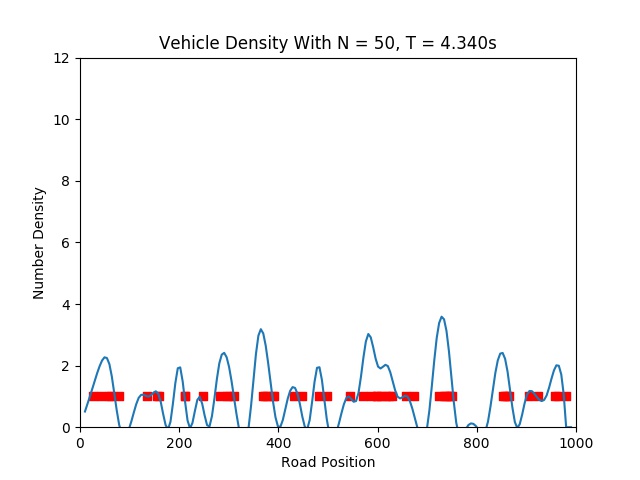 Vehicle Density With N = 50, T = 4.340s
12
10
8
6
4
2
0
Number Density
0 200 400 600 800 1000
Road Position